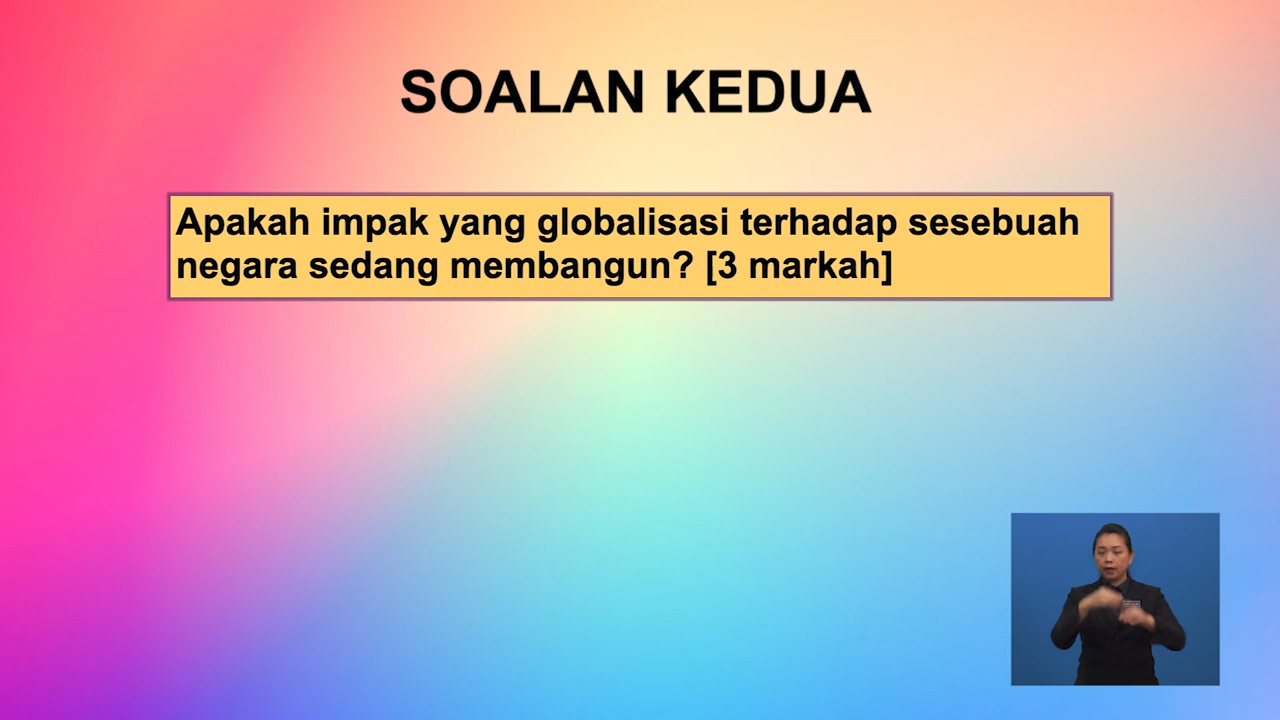 SOALAN KEDUA
Apakah impak yang globalisasi terhadap sesebuah
negara sedang membangun? [3 markah]